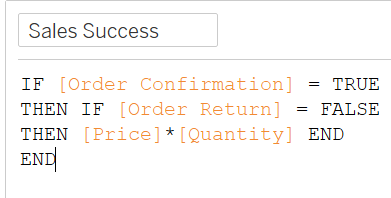 Sales Success
IF [Order Confirmation] = TRUE
THEN IF [Order Return] = FALSE
THEN [Price]*[Quantity] END
END